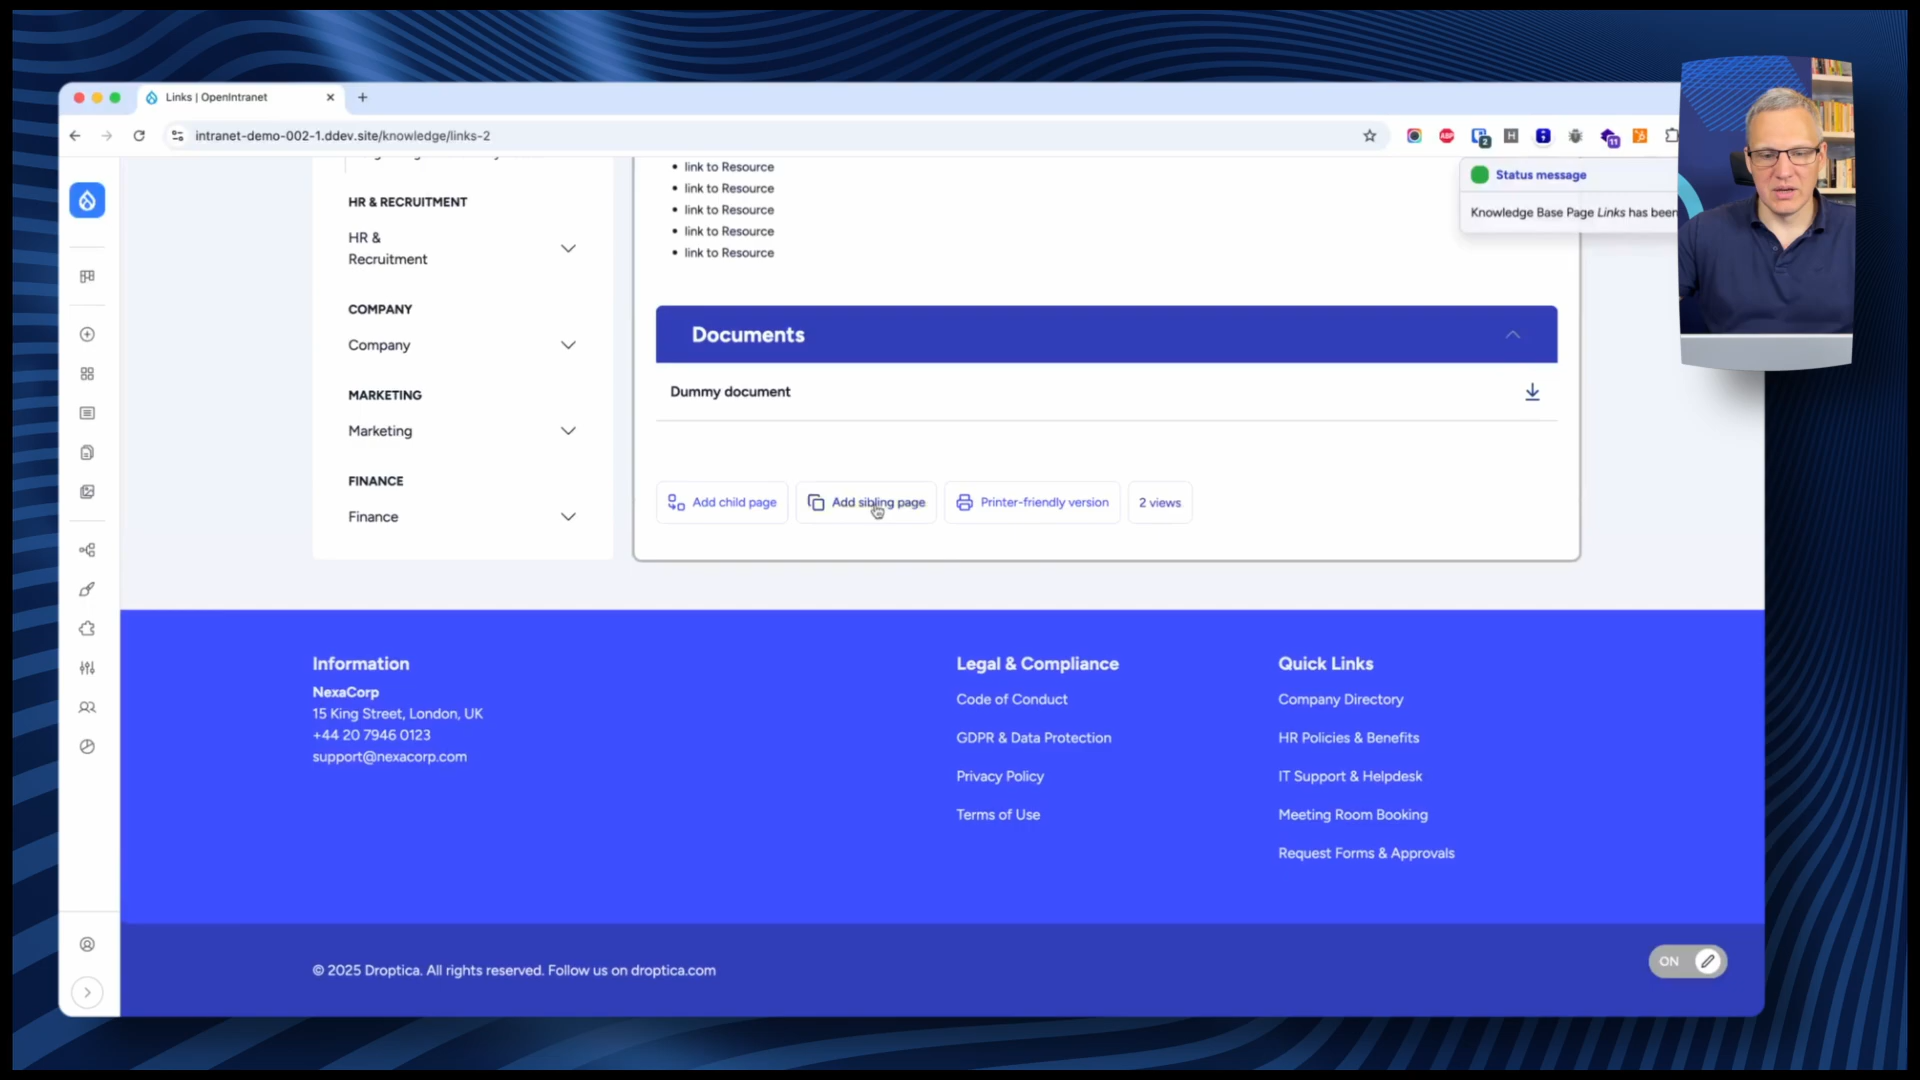 Links | OpenIntranet
intranet-demo-002-1.ddev.site/knowledge/links-2
ABP
2
H
11
Status message
Knowledge Base Page Links has been
HR & RECRUITMENT
HR &
Recruitment
COMPANY
Company
MARKETING
Marketing
FINANCE
Finance
link to Resource
link to Resource
link to Resource
link to Resource
link to Resource
Documents
Dummy document
Add child page
Add sibling page
Printer-friendly version
2 views
Information
NexaCorp
15 King Street, London, UK
+44 20 7946 0123
support@nexacorp.com
Legal & Compliance
Code of Conduct
GDPR & Data Protection
Privacy Policy
Terms of Use
Quick Links
Company Directory
HR Policies & Benefits
IT Support & Helpdesk
Meeting Room Booking
Request Forms & Approvals
© 2025 Droptica. All rights reserved. Follow us on droptica.com
ON